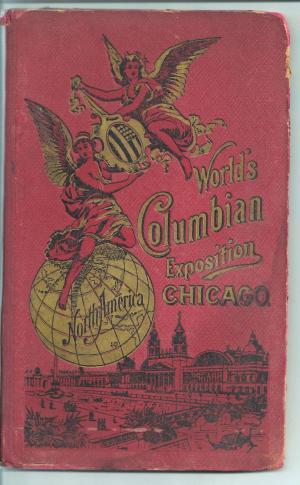 World's
Columbian
Exposition
CHICAGO.
North America